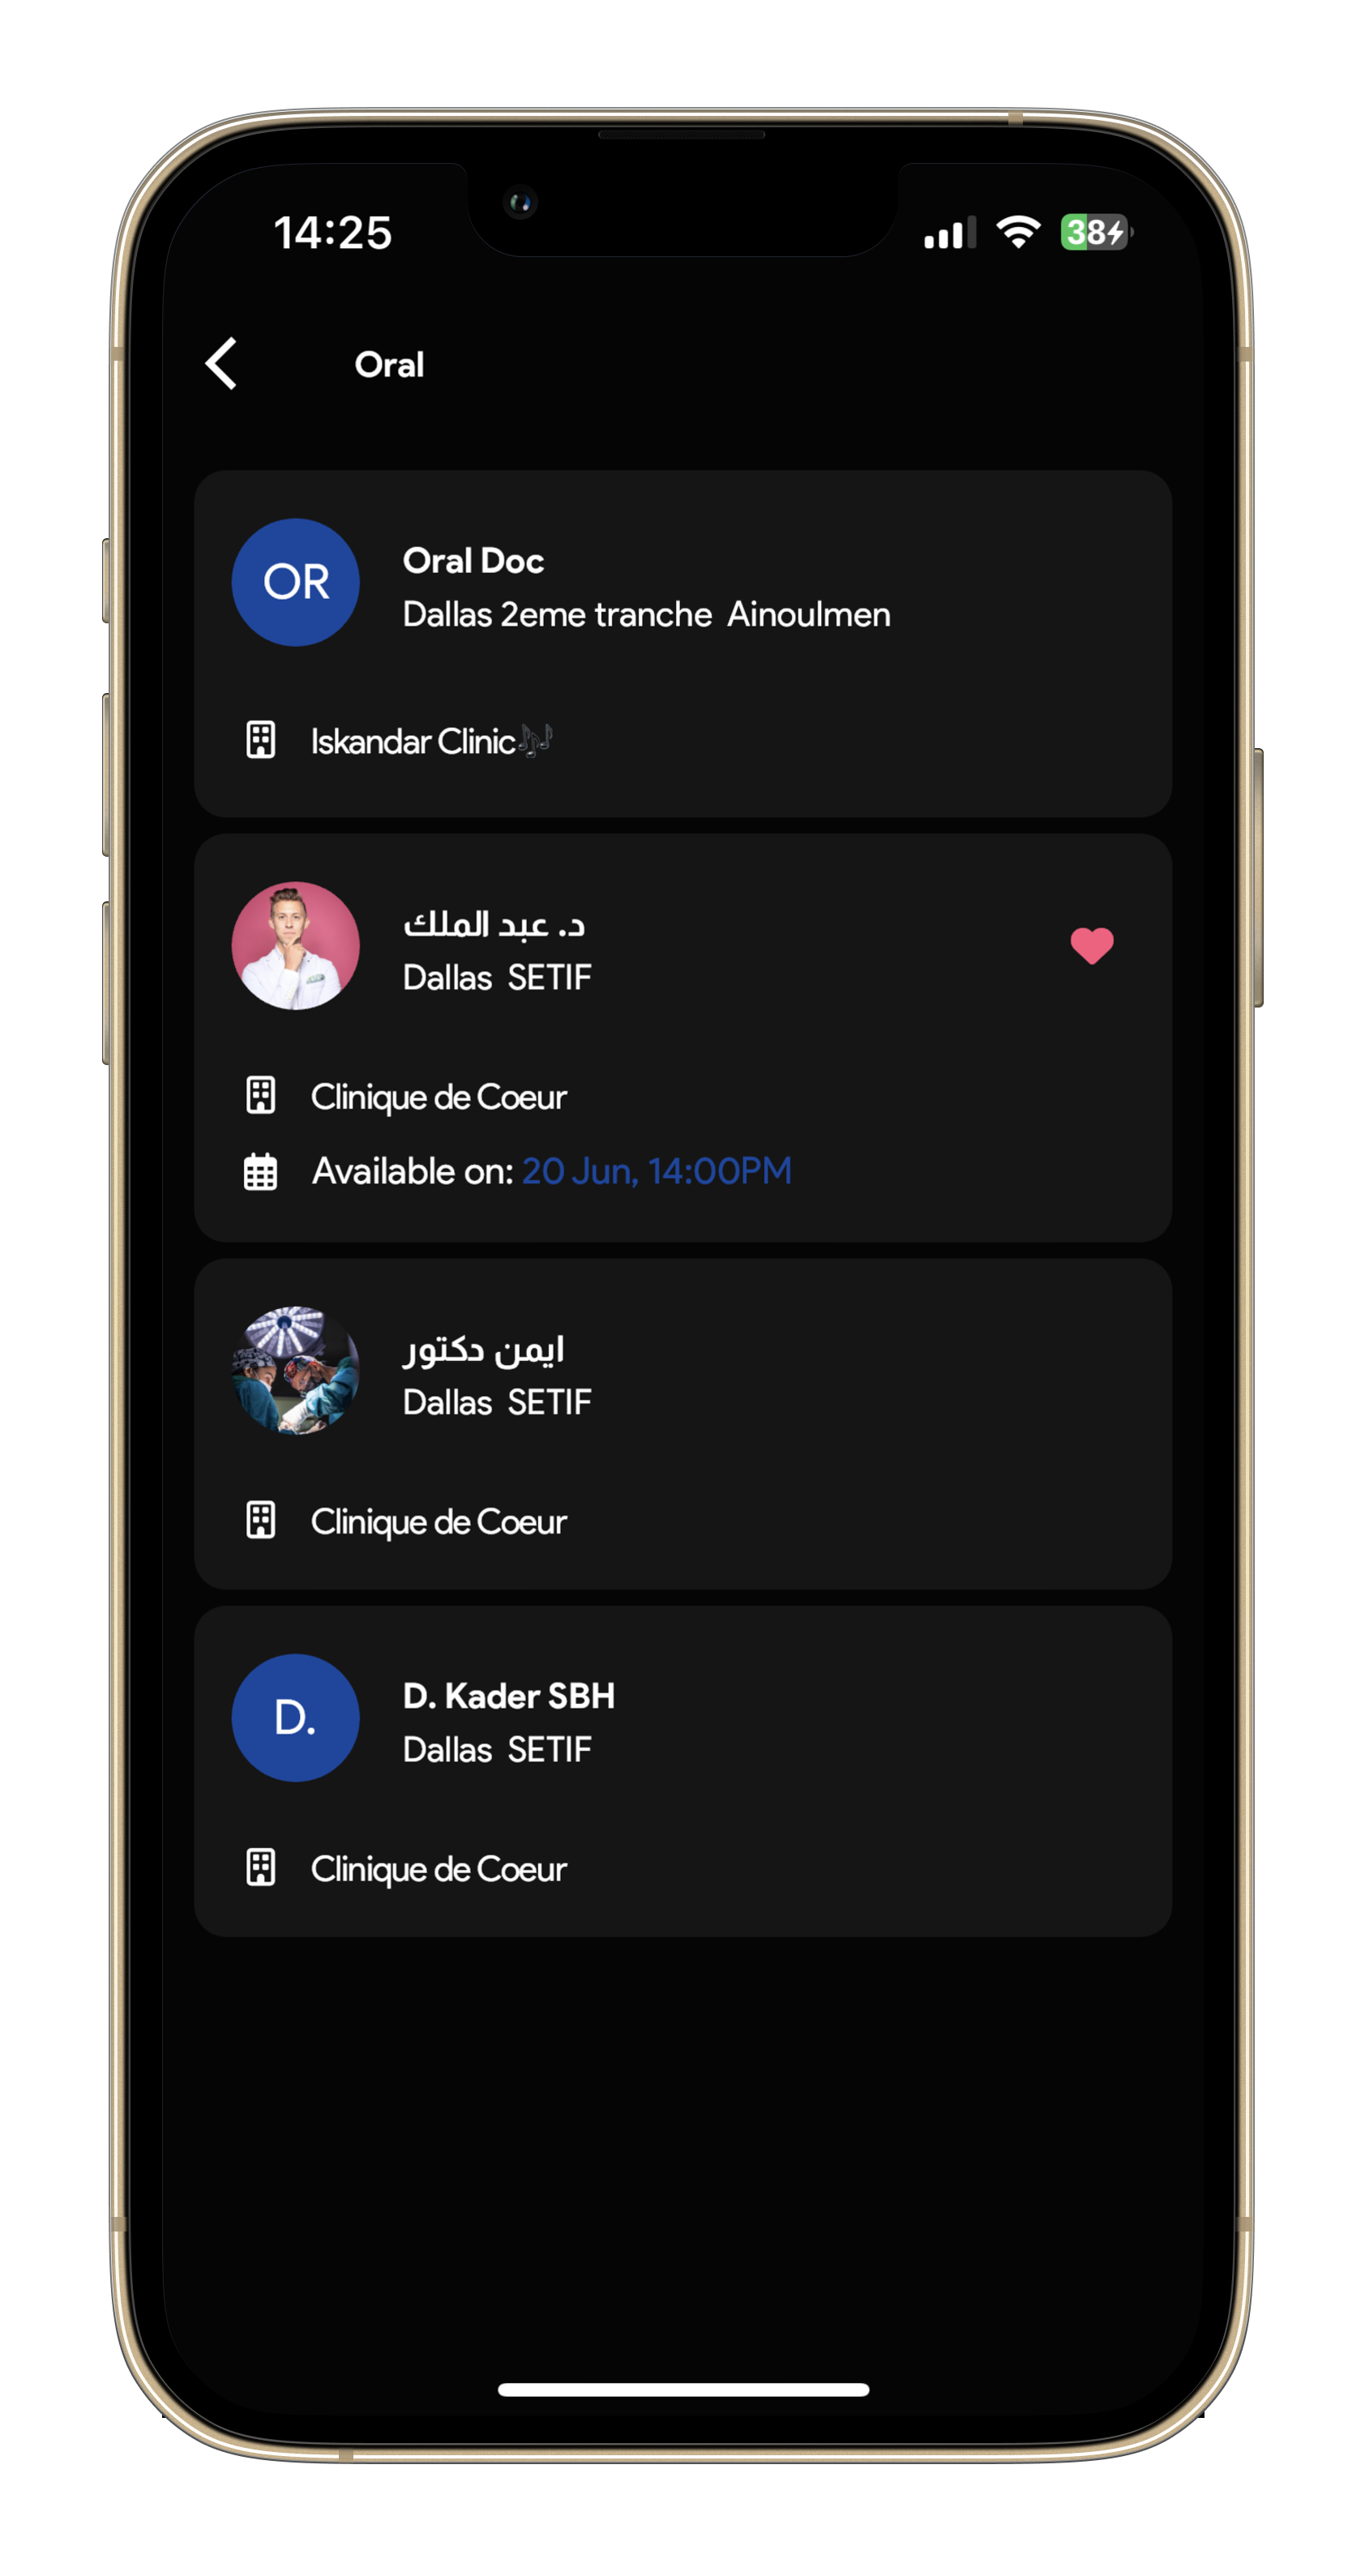 14:25
38
Oral
OR
Oral Doc
Dallas 2eme tranche  Ainoulmen
Iskandar Clinic🎶
د. عبد الملك
Dallas  SETIF
Clinique de Coeur
Available on: 20 Jun, 14:00PM
ايمن دكتور
Dallas  SETIF
Clinique de Coeur
D.
D. Kader SBH
Dallas  SETIF
Clinique de Coeur